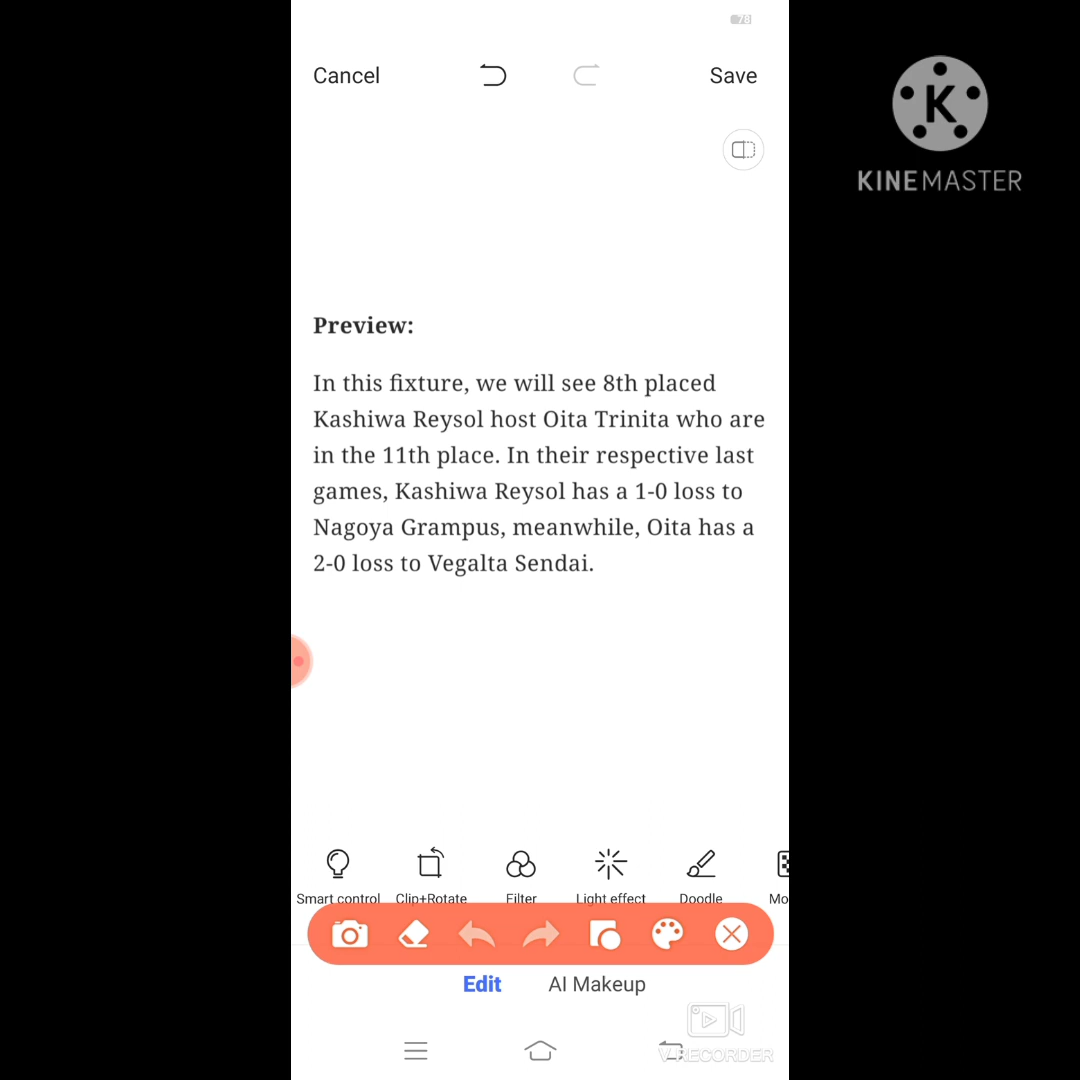 78
Cancel
Save
K
KINEMASTER
Preview:
In this fixture, we will see 8th placed
Kashiwa Reysol host Oita Trinita who are
in the 11th place. In their respective last
games, Kashiwa Reysol has a 1-0 loss to
Nagoya Grampus, meanwhile, Oita has a
2-0 loss to Vegalta Sendai.
Smart control Clip+Rotate Filter Light effect Doodle Mo
Edit AI Makeup
V RECORDER